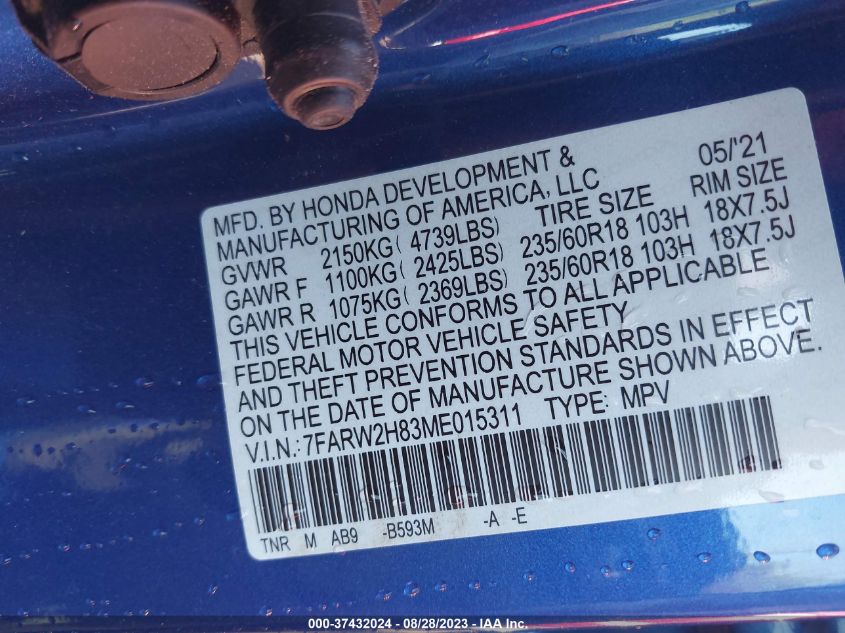 MFD. BY HONDA DEVELOPMENT & 05/'21
MANUFACTURING OF AMERICA, LLC TIRE SIZE RIM SIZE
GVWR 2150KG( 4739LBS)
GAWR F 1100KG( 2425LBS) 235/60R18 103H 18X7.5J
GAWR R 1075KG( 2369LBS) 235/60R18 103H 18X7.5J
THIS VEHICLE CONFORMS TO ALL APPLICABLE
FEDERAL MOTOR VEHICLE SAFETY
AND THEFT PREVENTION STANDARDS IN EFFECT
ON THE DATE OF MANUFACTURE SHOWN ABOVE.
V.I.N.:7FARW2H83ME015311 TYPE: MPV
TNR M AB9 -B593M -A -E
000-37432024 - 08/28/2023 - IAA Inc.